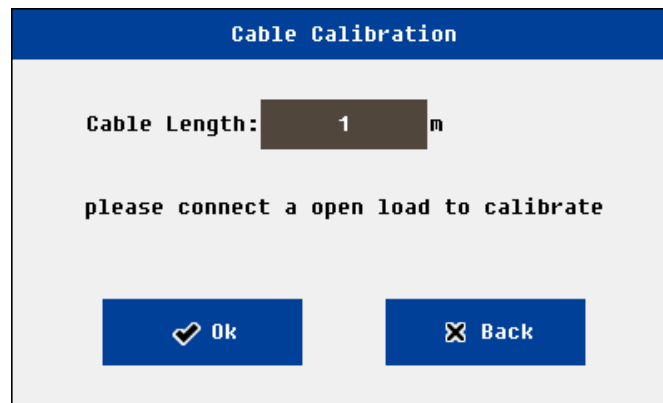 Cable Calibration
Cable Length: 1 m
please connect a open load to calibrate
Ok Back